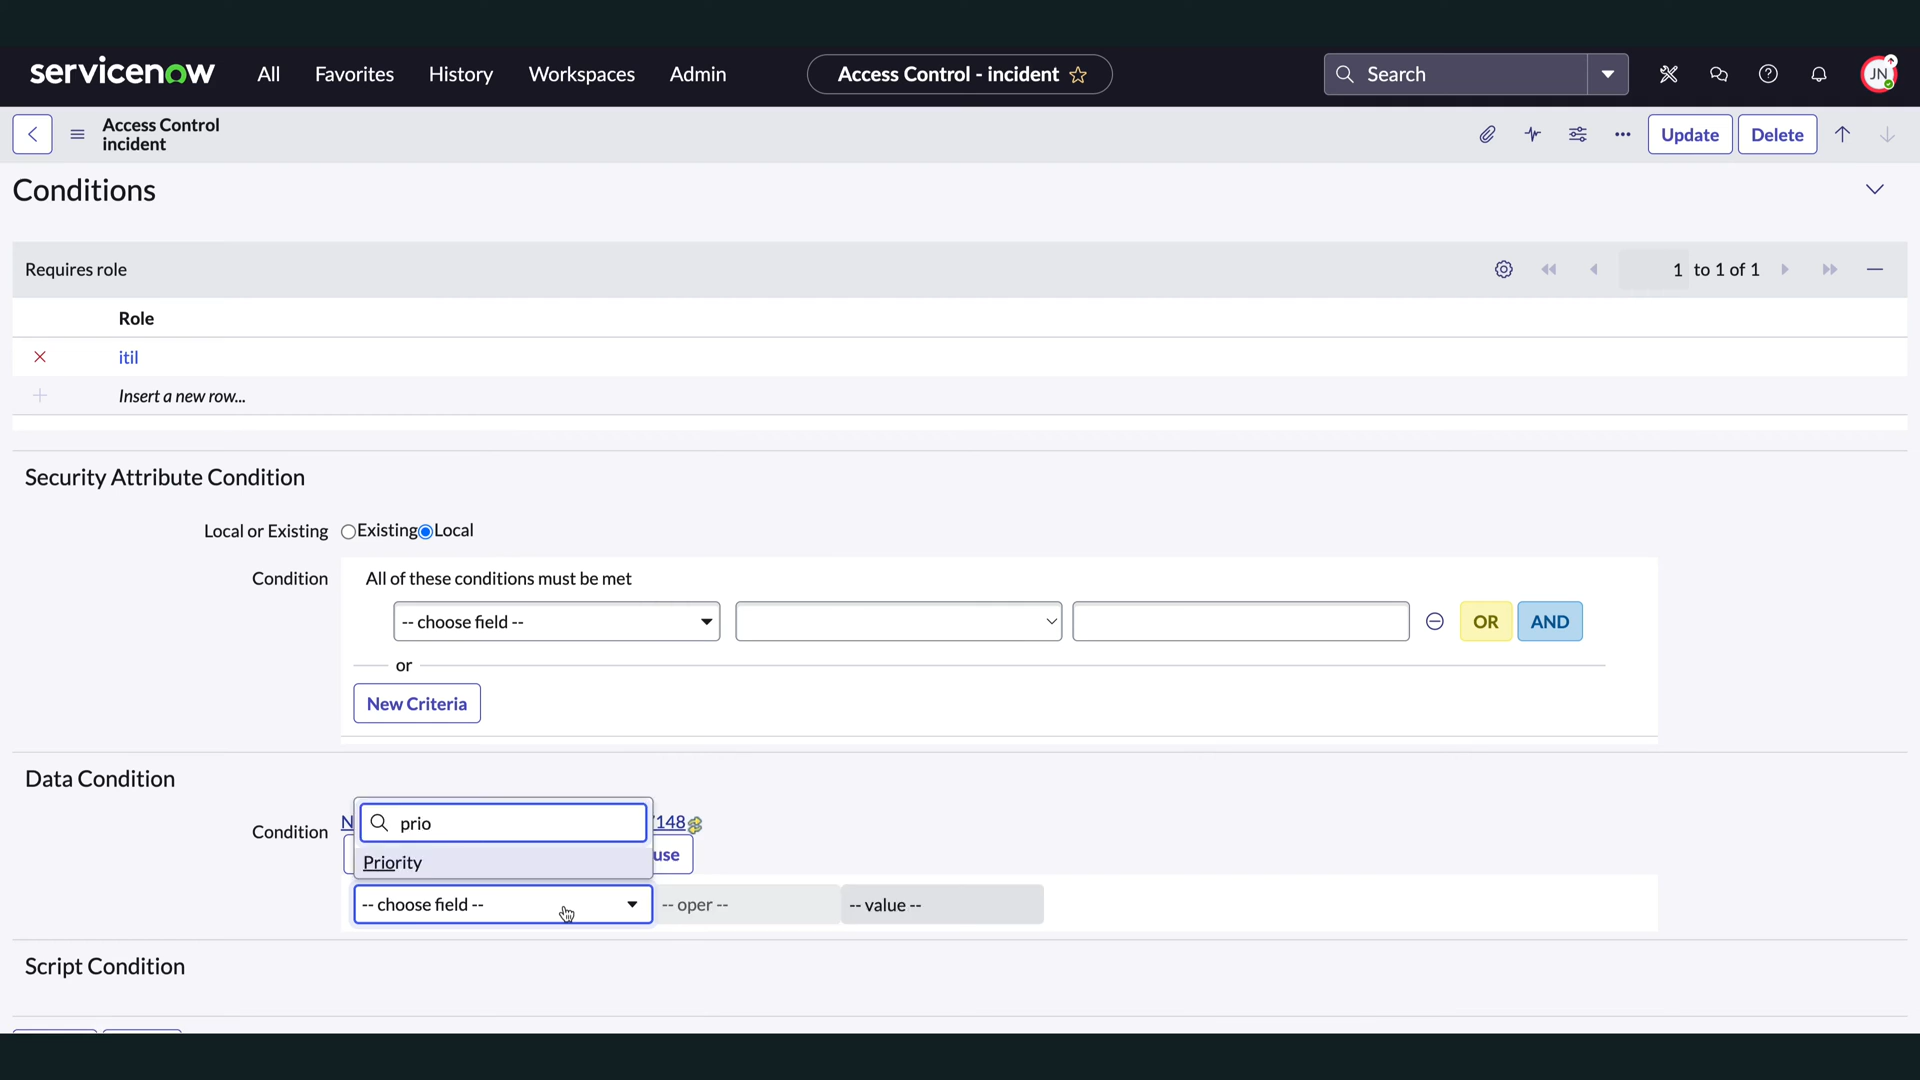 servicenow All Favorites History Workspaces Admin Access Control - incident Search JN
Access Control
incident
Update Delete
Conditions
Requires role 1 to 1 of 1
Role
itil
Insert a new row...
Security Attribute Condition
Local or Existing Existing Local
Condition All of these conditions must be met
-- choose field -- OR AND
or
New Criteria
Data Condition
Condition N prio 148
Priority use
-- choose field -- -- oper -- -- value --
Script Condition